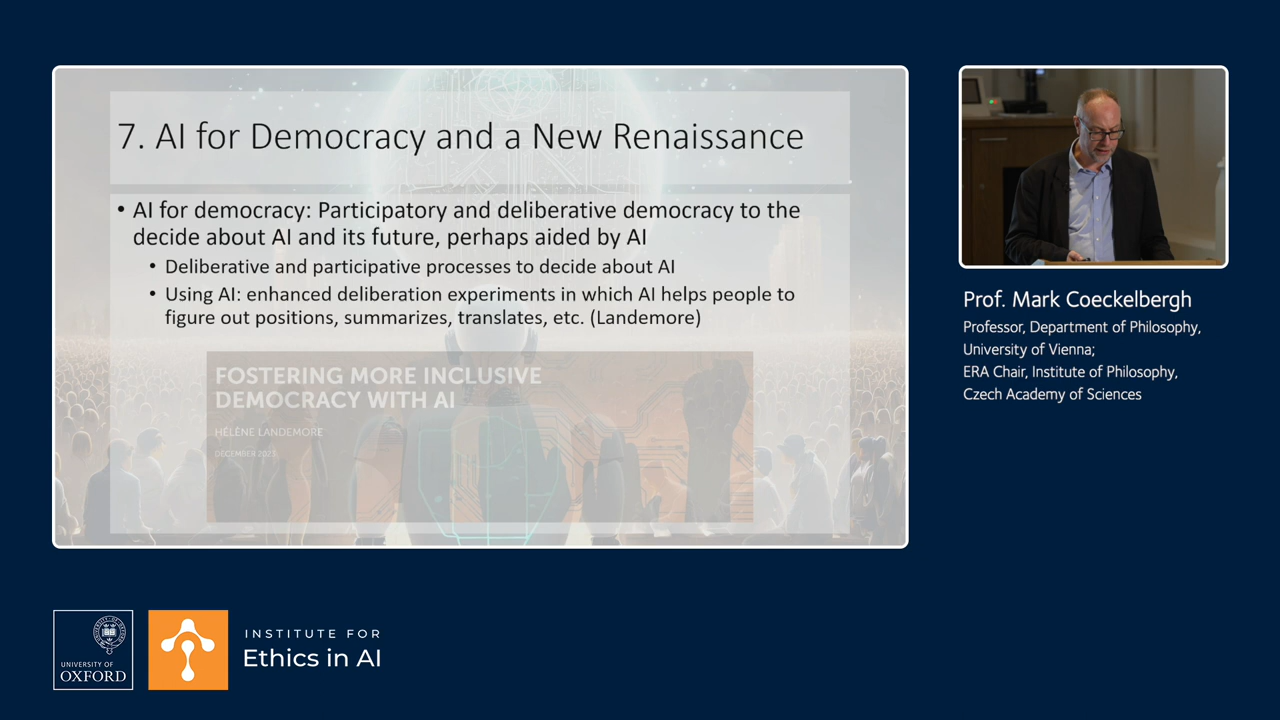 7. AI for Democracy and a New Renaissance
• AI for democracy: Participatory and deliberative democracy to the
decide about AI and its future, perhaps aided by AI
• Deliberative and participative processes to decide about AI
• Using AI: enhanced deliberation experiments in which AI helps people to
figure out positions, summarizes, translates, etc. (Landemore)
FOSTERING MORE INCLUSIVE
DEMOCRACY WITH AI
HÉLÈNE LANDEMORE
DECEMBER 2023
Prof. Mark Coeckelbergh
Professor, Department of Philosophy,
University of Vienna;
ERA Chair, Institute of Philosophy,
Czech Academy of Sciences
UNIVERSITY OF
OXFORD
INSTITUTE FOR
Ethics in AI